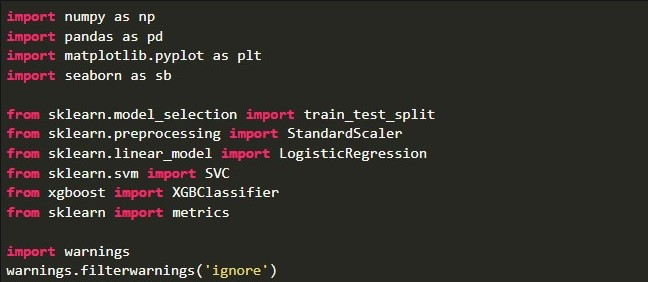 import numpy as np
import pandas as pd
import matplotlib.pyplot as plt
import seaborn as sb
from sklearn.model_selection import train_test_split
from sklearn.preprocessing import StandardScaler
from sklearn.linear_model import LogisticRegression
from sklearn.svm import SVC
from xgboost import XGBClassifier
from sklearn import metrics
import warnings
warnings.filterwarnings('ignore')